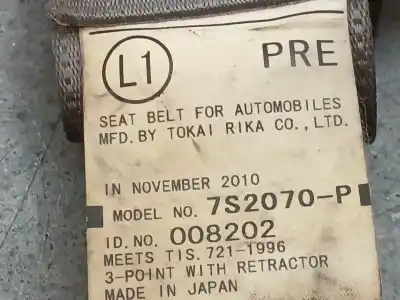 L1 PRE
SEAT BELT FOR AUTOMOBILES
MFD. BY TOKAI RIKA CO., LTD.
IN NOVEMBER 2010
MODEL NO. 7S2070-P
ID. NO. 008202
MEETS TIS. 721-1996
3-POINT WITH RETRACTOR
MADE IN JAPAN